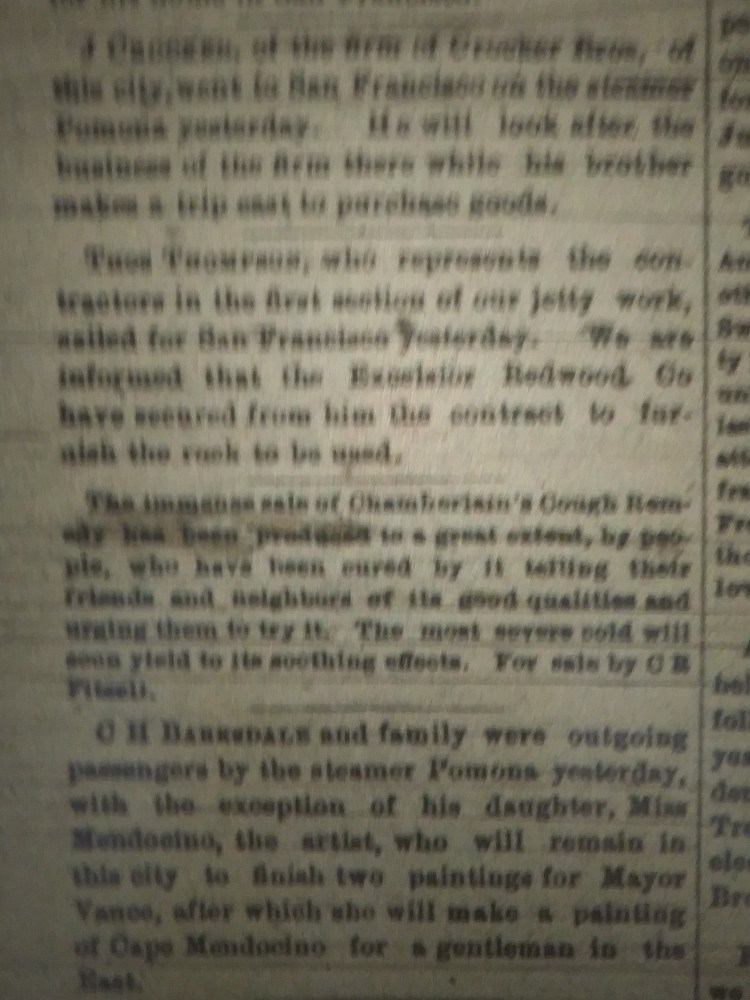 J CROCKER, of the firm of Crocker Bros, of
this city, went to San Francisco on the steamer
Pomona yesterday. He will look after the
business of the firm there while his brother
makes a trip east to purchase goods.
THOS THOMPSON, who represents the con-
tractors in the first section of our jetty work,
sailed for San Francisco yesterday. We are
informed that the Excelsior Redwood Co
have secured from him the contract to fur-
nish the rock to be used.
The immense sale of Chamberlain's Cough Rem-
edy has been produced to a great extent, by peo-
ple, who have been cured by it telling their
friends and neighbors of its good qualities and
urging them to try it. The most severe cold will
soon yield to its soothing effects. For sale by C E
C H BARKSDALE and family were outgoing
passengers by the steamer Pomona yesterday,
with the exception of his daughter, Miss
Mendocino, the artist, who will remain in
this city to finish two paintings for Mayor
Vance, after which she will make a painting
of Cape Mendocino for a gentleman in the
East.